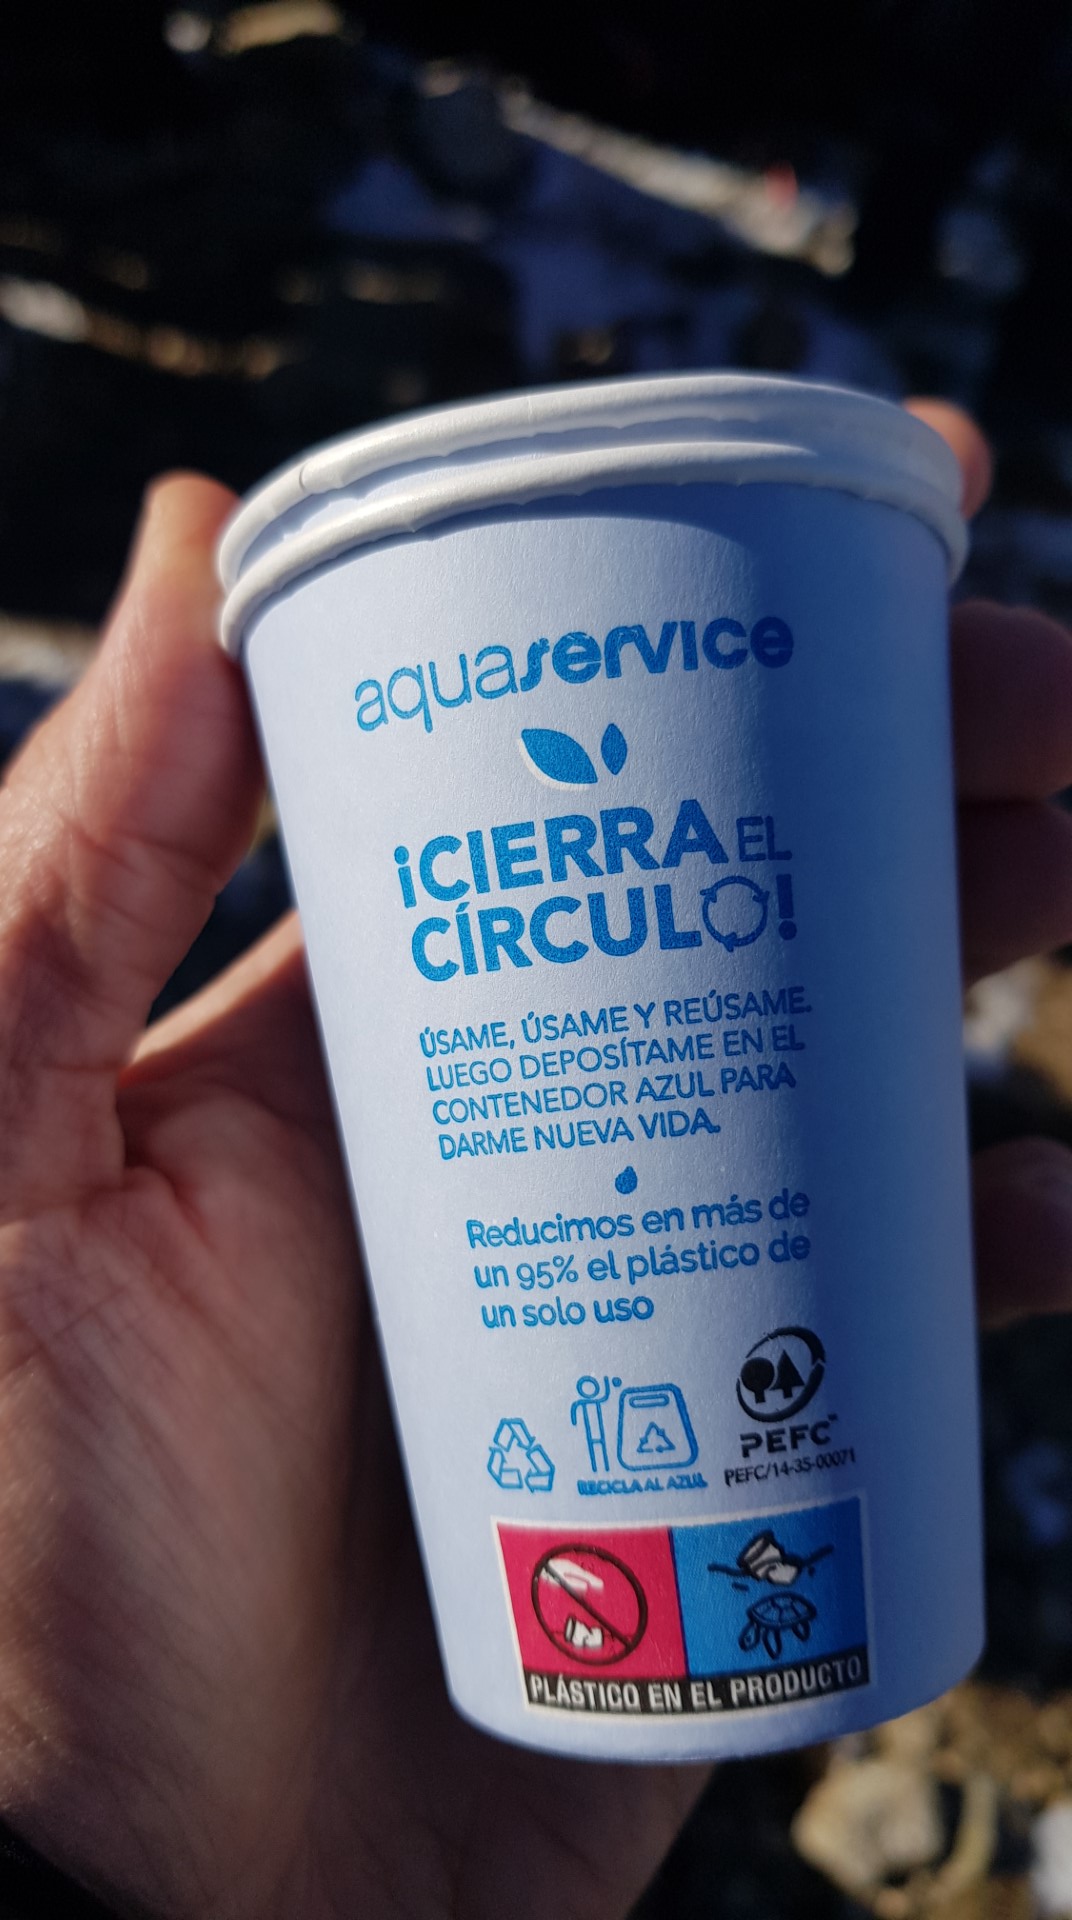 aquaservice
¡CIERRA EL
CÍRCULO!
ÚSAME, ÚSAME Y REÚSAME.
LUEGO DEPOSÍTAME EN EL
CONTENEDOR AZUL PARA
DARME NUEVA VIDA.
Reducimos en más de
un 95% el plástico de
un solo uso
RECICLA AL AZUL
PEFC™
PEFC/14-35-00071
PLÁSTICO EN EL PRODUCTO